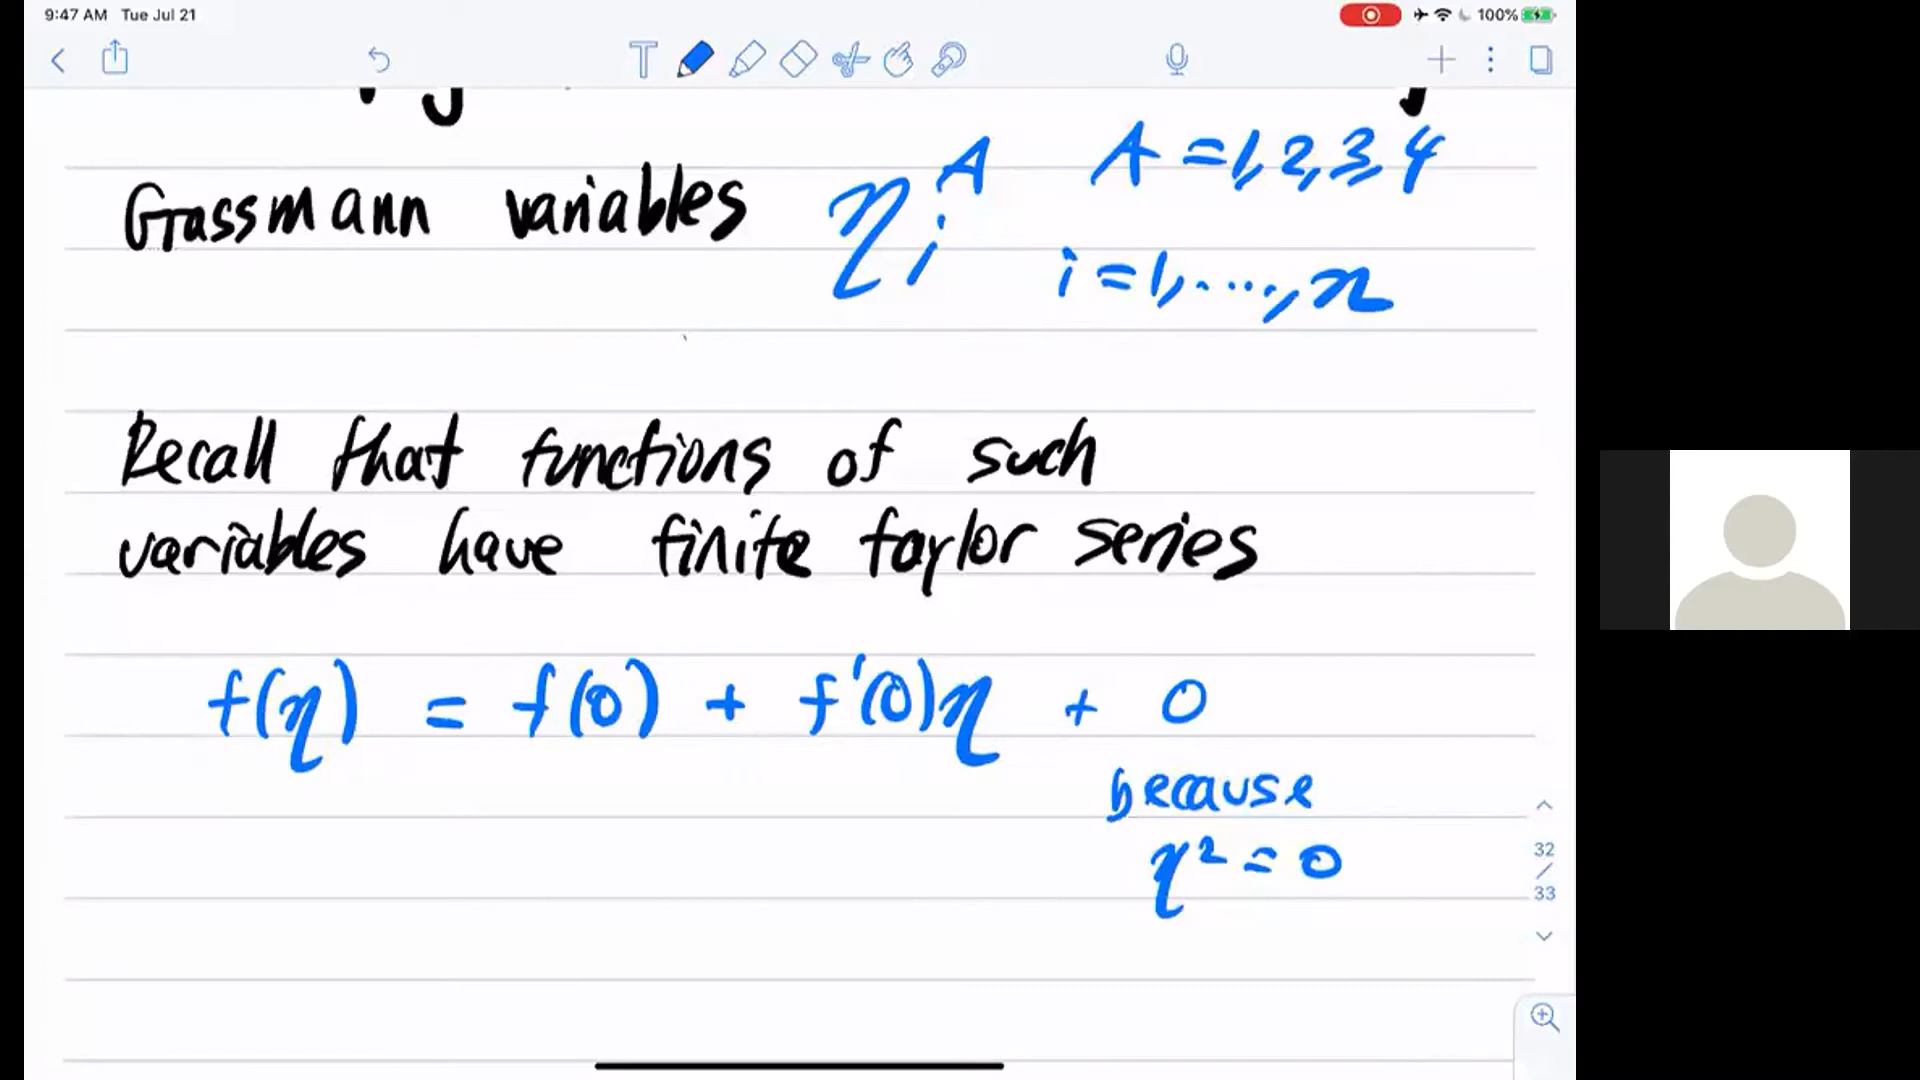 9:47 AM Tue Jul 21
100%
T
Grassmann variables η_i^A A = 1, 2, 3, 4
i = 1, ..., n
Recall that functions of such
variables have finite taylor series
f(η) = f(0) + f'(0)η + 0
because
η² = 0
32
/
33